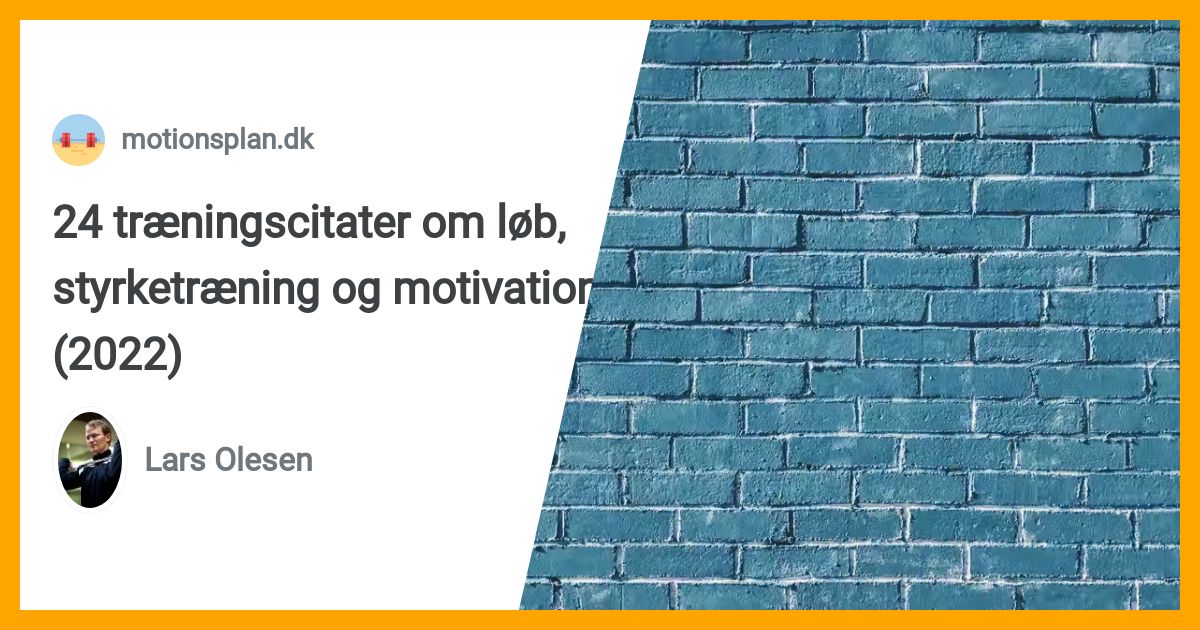 motionsplan.dk
24 træningscitater om løb,
styrketræning og motivation
(2022)
Lars Olesen